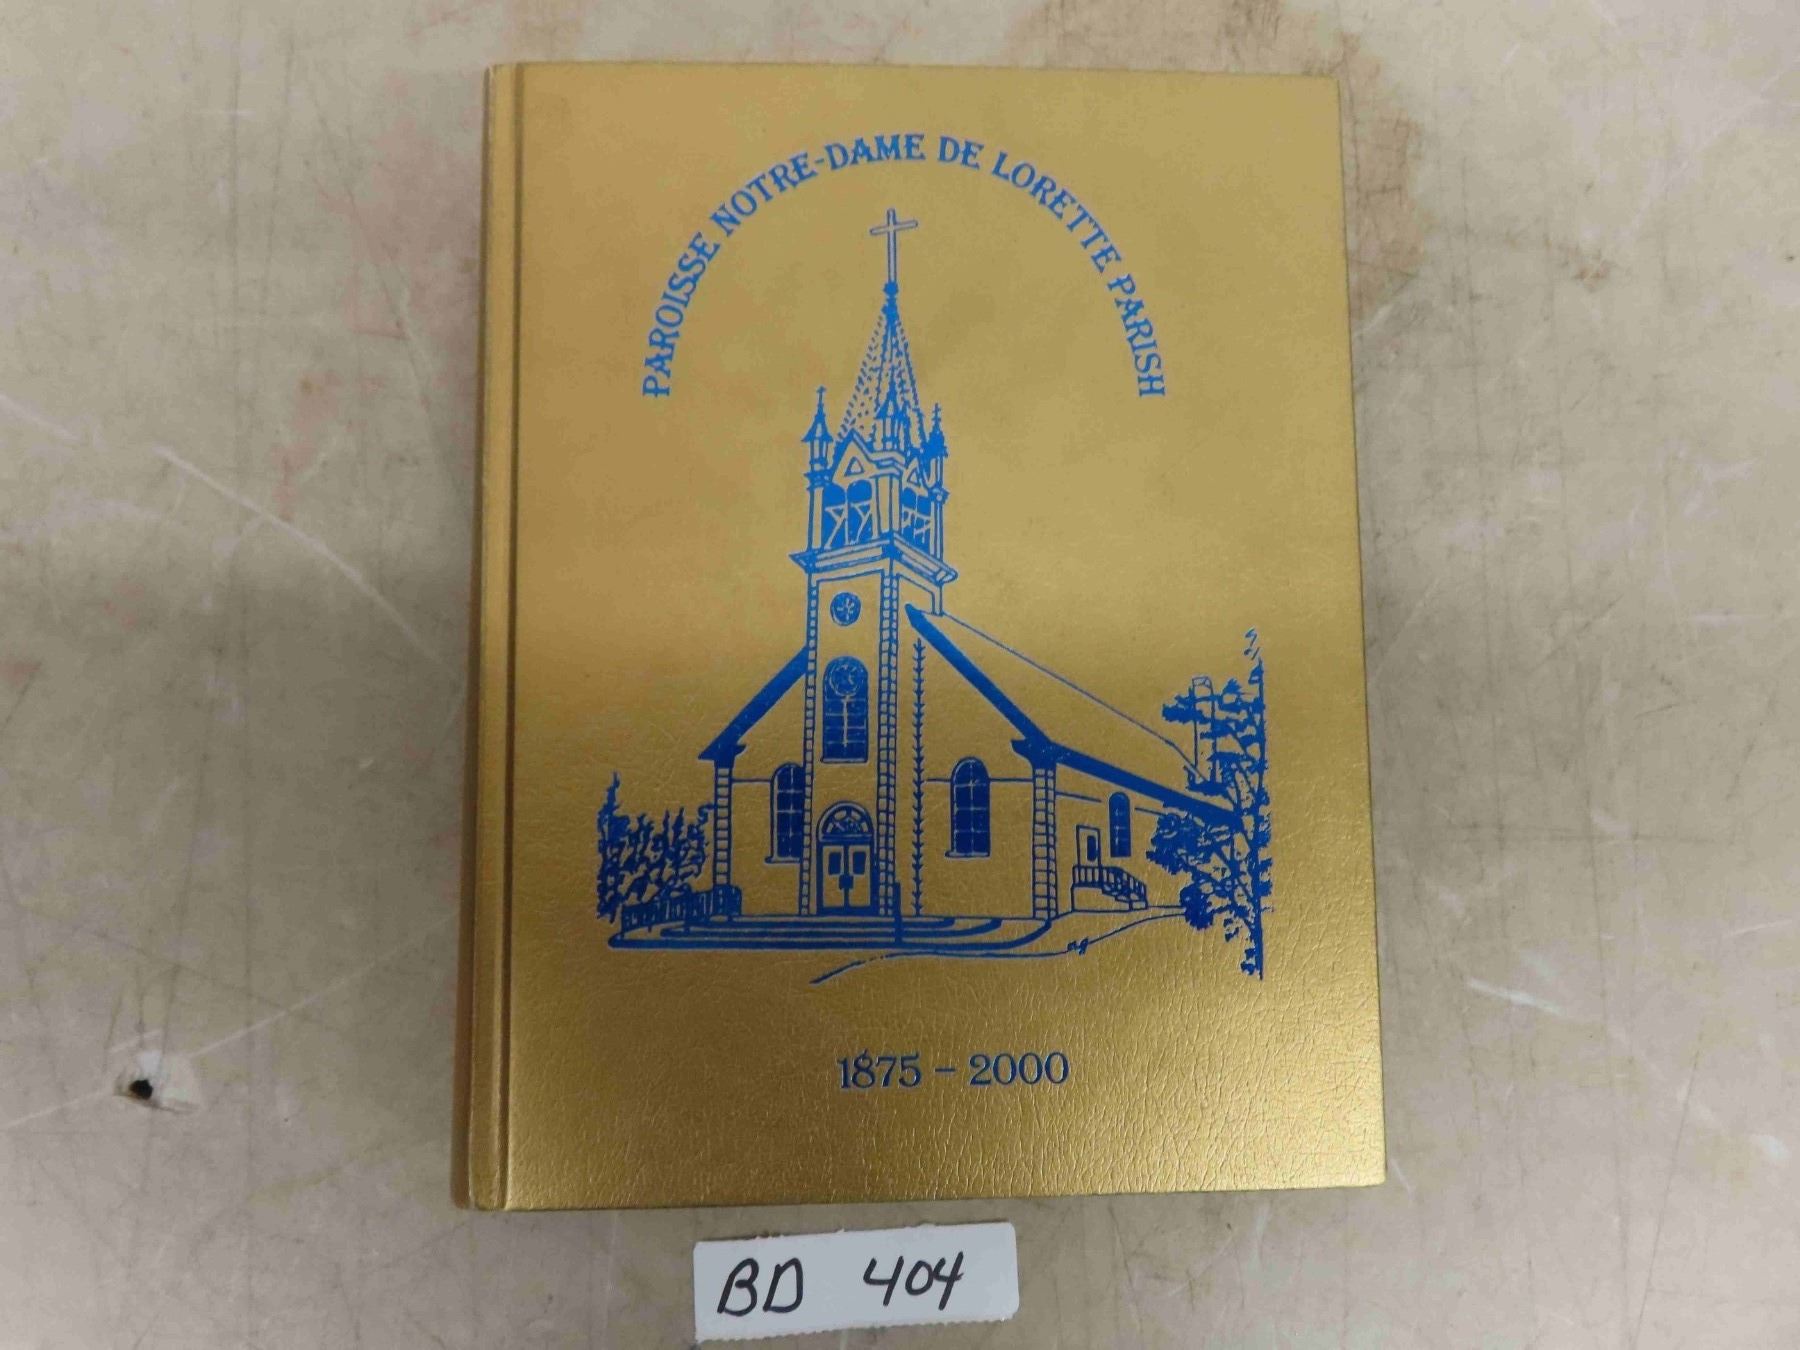 PAROISSE NOTRE-DAME DE LORETTE PARISH
1875 - 2000
BD 404